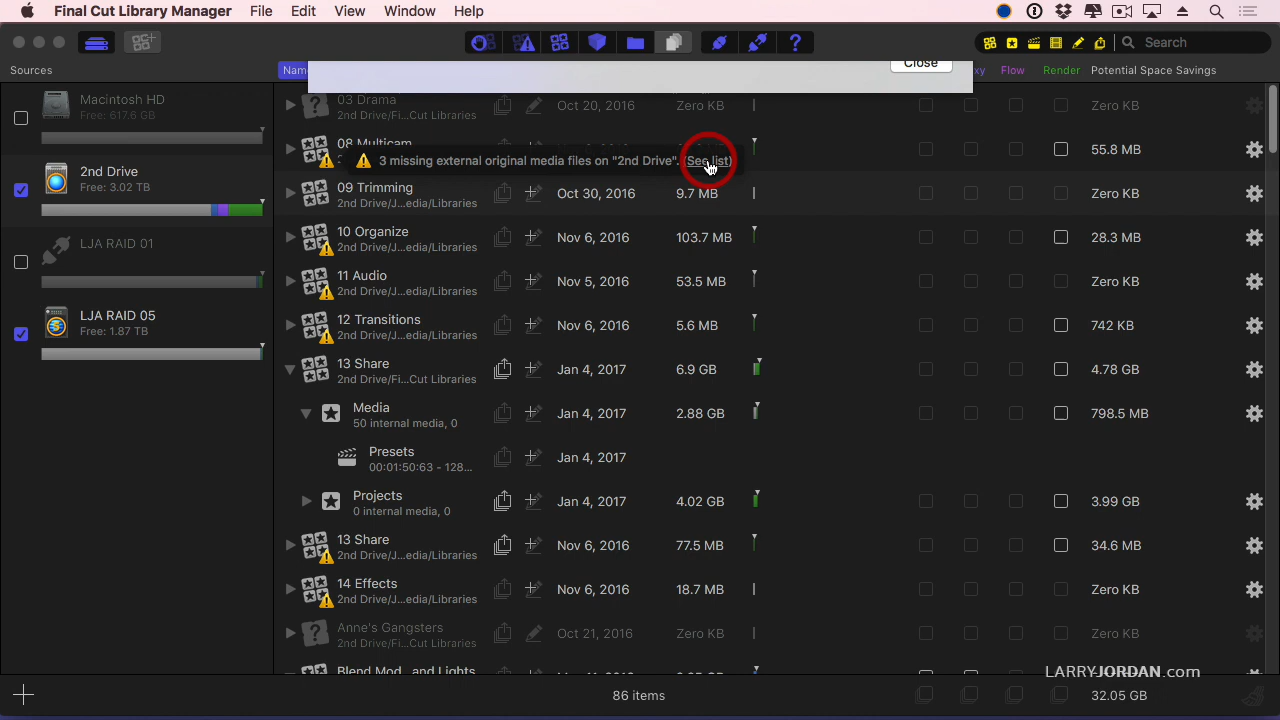 Final Cut Library Manager File Edit View Window Help
Search
Sources
Name
xy Flow Render Potential Space Savings
Close
Macintosh HD
Free: 617.6 GB
2nd Drive
Free: 3.02 TB
LJA RAID 01
LJA RAID 05
Free: 1.87 TB
03 Drama Oct 20, 2016 Zero KB Zero KB
2nd Drive/Fi...Cut Libraries
08 Multicam 55.8 MB
3 missing external original media files on "2nd Drive". (See list)
09 Trimming Oct 30, 2016 9.7 MB Zero KB
2nd Drive/J...edia/Libraries
10 Organize Nov 6, 2016 103.7 MB 28.3 MB
2nd Drive/J...edia/Libraries
11 Audio Nov 5, 2016 53.5 MB Zero KB
2nd Drive/J...edia/Libraries
12 Transitions Nov 6, 2016 5.6 MB 742 KB
2nd Drive/J...edia/Libraries
13 Share Jan 4, 2017 6.9 GB 4.78 GB
2nd Drive/Fi...Cut Libraries
Media Jan 4, 2017 2.88 GB 798.5 MB
50 internal media, 0
Presets Jan 4, 2017
00:01:50:63 - 128...
Projects Jan 4, 2017 4.02 GB 3.99 GB
0 internal media, 0
13 Share Nov 6, 2016 77.5 MB 34.6 MB
2nd Drive/J...edia/Libraries
14 Effects Nov 6, 2016 18.7 MB Zero KB
2nd Drive/J...edia/Libraries
Anne's Gangsters Oct 21, 2016 Zero KB Zero KB
2nd Drive/Fi...Cut Libraries
Blend Mod...and Lights
LARRYJORDAN.com
86 items 32.05 GB